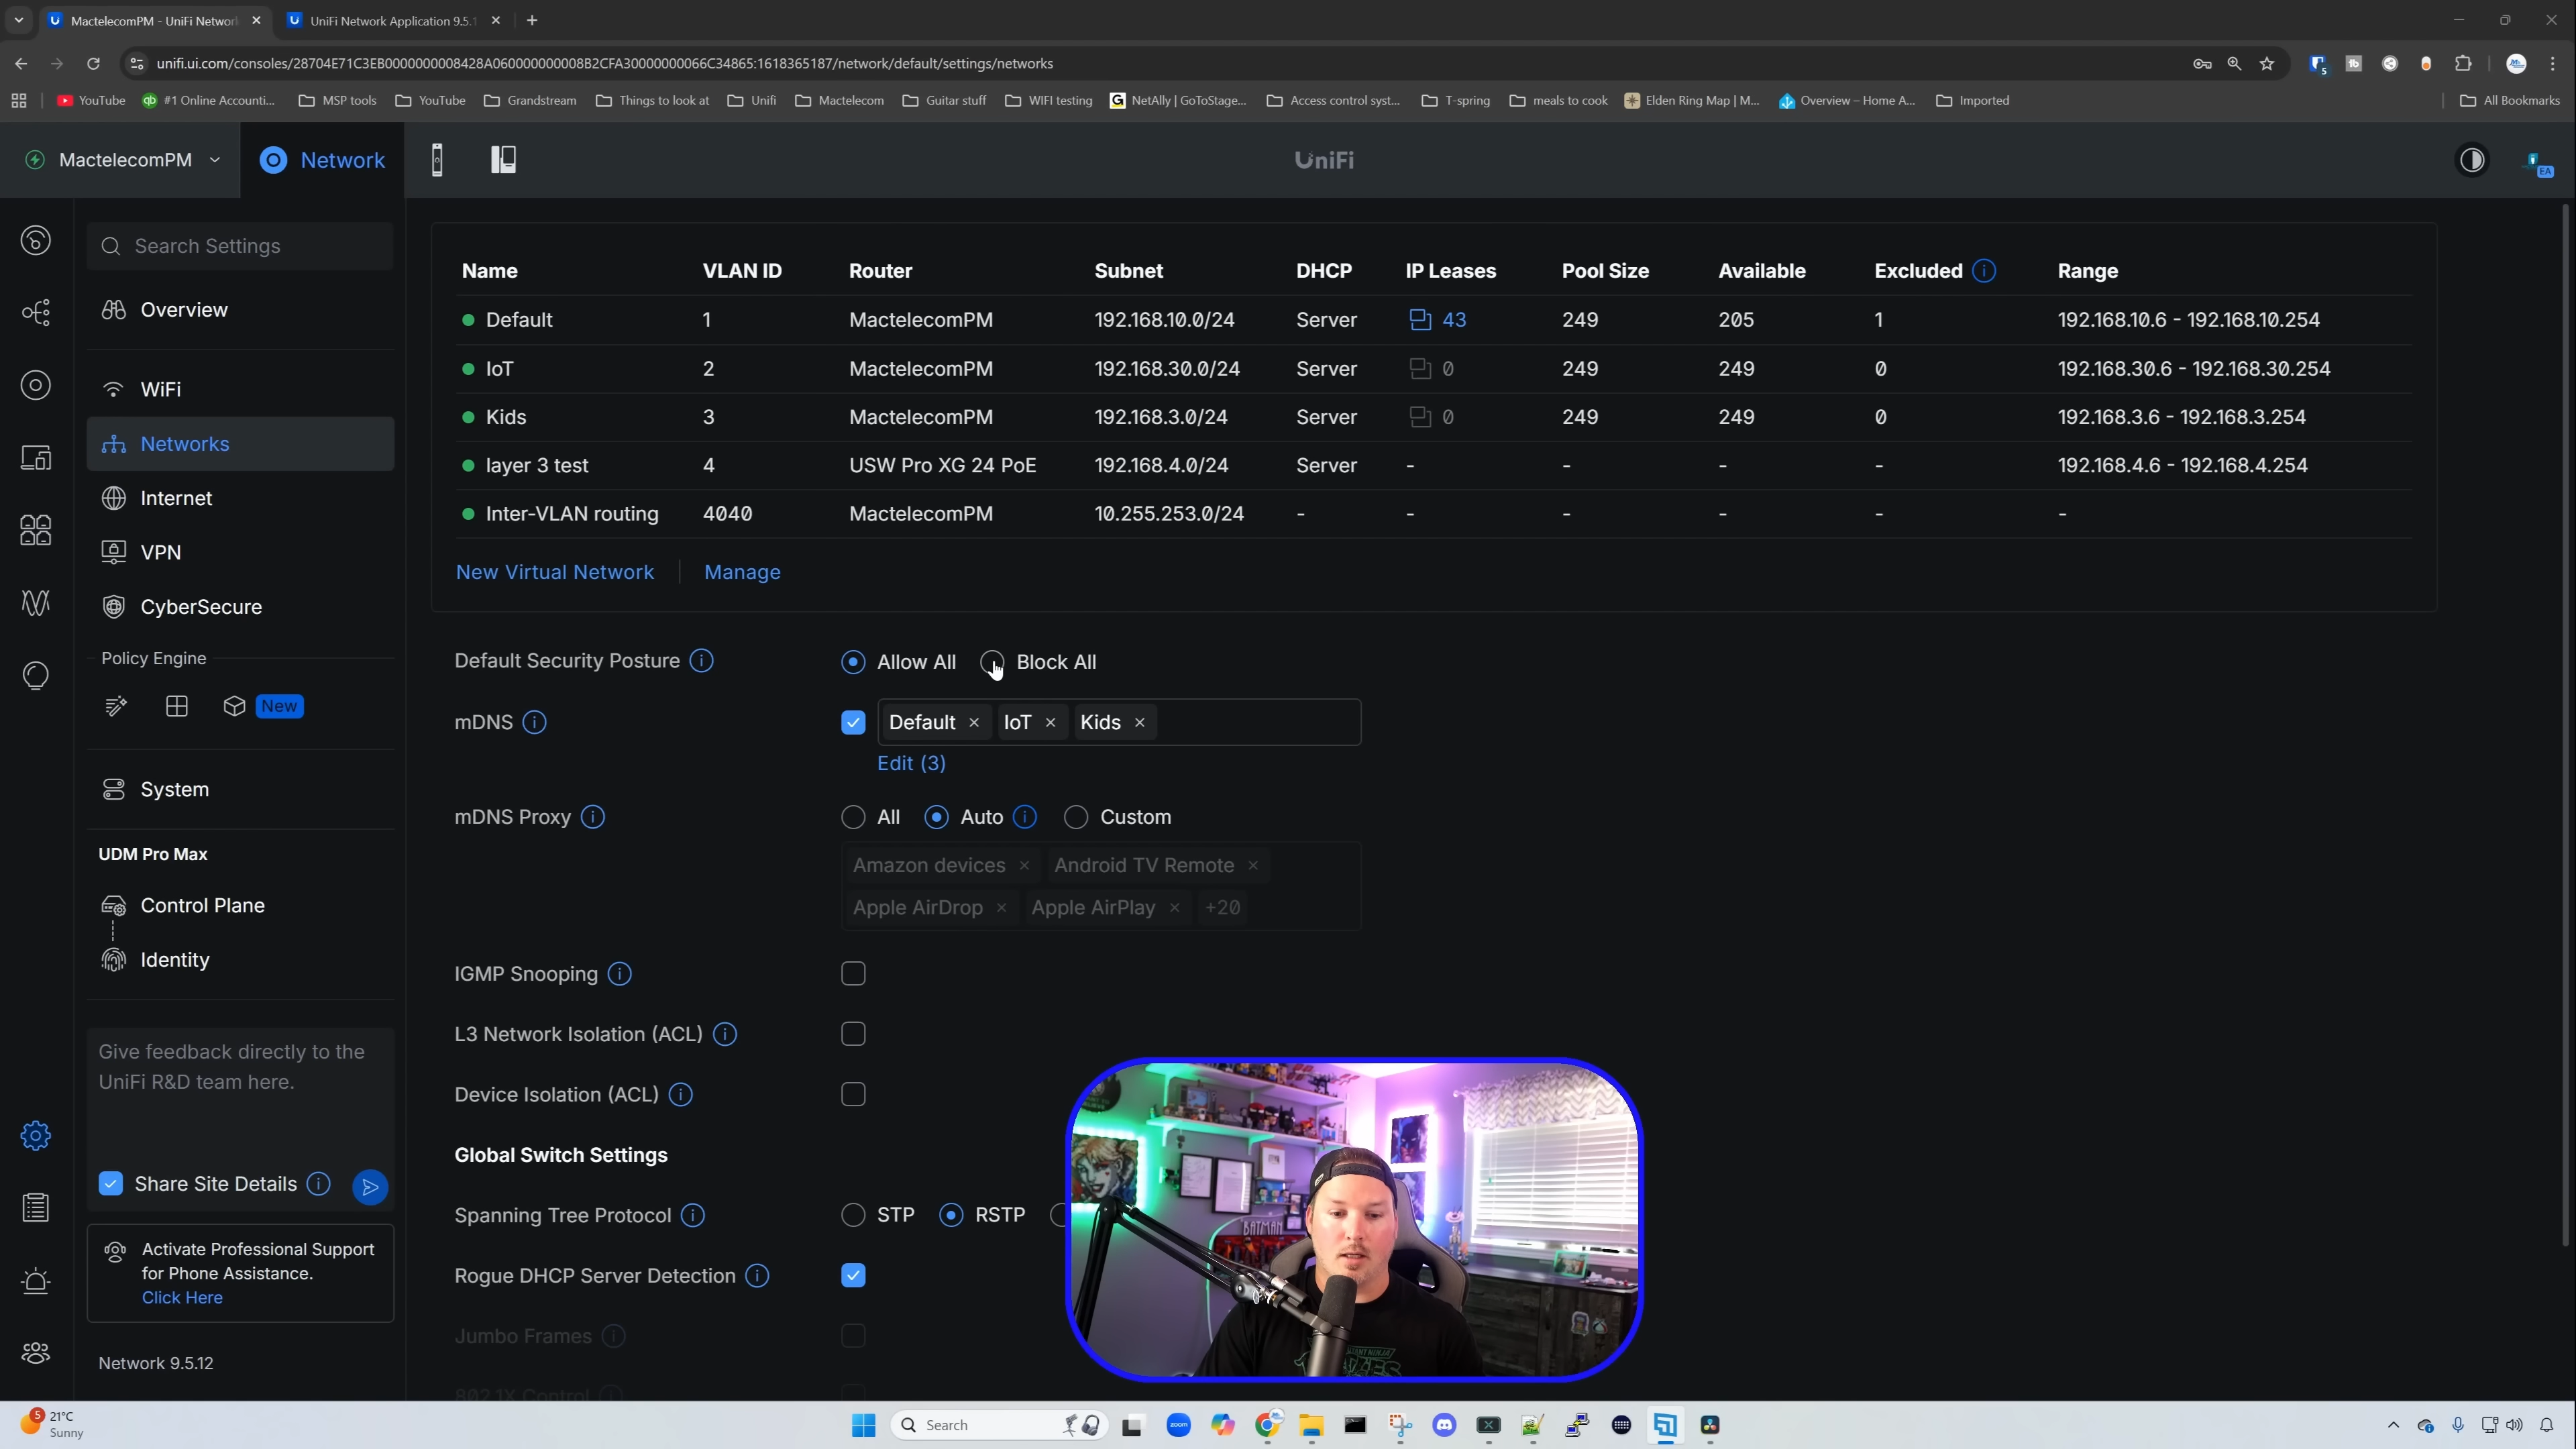 MactelecomPM - UniFi Network
UniFi Network Application 9.5.1
unifi.ui.com/consoles/28704E71C3EB0000000008428A060000000008B2CFA30000000066C34865:1618365187/network/default/settings/networks
5
YouTube
#1 Online Accounti...
MSP tools
YouTube
Grandstream
Things to look at
Unifi
Mactelecom
Guitar stuff
WIFI testing
NetAlly | GoToStage...
Access control syst...
T-spring
meals to cook
Elden Ring Map | M...
Overview – Home A...
Imported
All Bookmarks
MactelecomPM
Network
UniFi
EA
Search Settings
Overview
WiFi
Networks
Internet
VPN
CyberSecure
Policy Engine
New
System
UDM Pro Max
Control Plane
Identity
Give feedback directly to the
UniFi R&D team here.
Share Site Details
Activate Professional Support
for Phone Assistance.
Click Here
Network 9.5.12
Name VLAN ID Router Subnet DHCP IP Leases Pool Size Available Excluded Range
Default 1 MactelecomPM 192.168.10.0/24 Server 43 249 205 1 192.168.10.6 - 192.168.10.254
IoT 2 MactelecomPM 192.168.30.0/24 Server 0 249 249 0 192.168.30.6 - 192.168.30.254
Kids 3 MactelecomPM 192.168.3.0/24 Server 0 249 249 0 192.168.3.6 - 192.168.3.254
layer 3 test 4 USW Pro XG 24 PoE 192.168.4.0/24 Server - - - - 192.168.4.6 - 192.168.4.254
Inter-VLAN routing 4040 MactelecomPM 10.255.253.0/24 - - - - - -
New Virtual Network Manage
Default Security Posture Allow All Block All
mDNS Default IoT Kids
Edit (3)
mDNS Proxy All Auto Custom
Amazon devices Android TV Remote
Apple AirDrop Apple AirPlay +20
IGMP Snooping
L3 Network Isolation (ACL)
Device Isolation (ACL)
Global Switch Settings
Spanning Tree Protocol STP RSTP
Rogue DHCP Server Detection
Jumbo Frames
802.1X Control
BATMAN
TURTLES
5
21°C
Sunny
Search
zoom